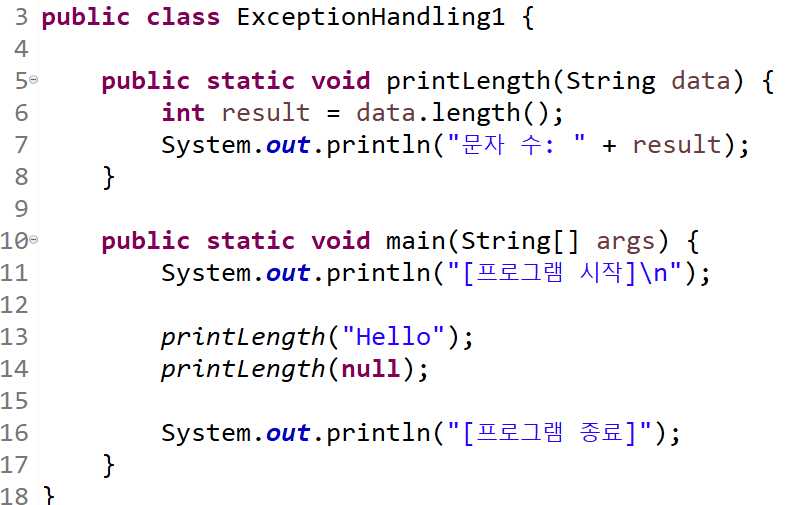 3 public class ExceptionHandling1 {
4
5 public static void printLength(String data) {
6 int result = data.length();
7 System.out.println("문자 수: " + result);
8 }
9
10 public static void main(String[] args) {
11 System.out.println("[프로그램 시작]\n");
12
13 printLength("Hello");
14 printLength(null);
15
16 System.out.println("[프로그램 종료]");
17 }
18 }